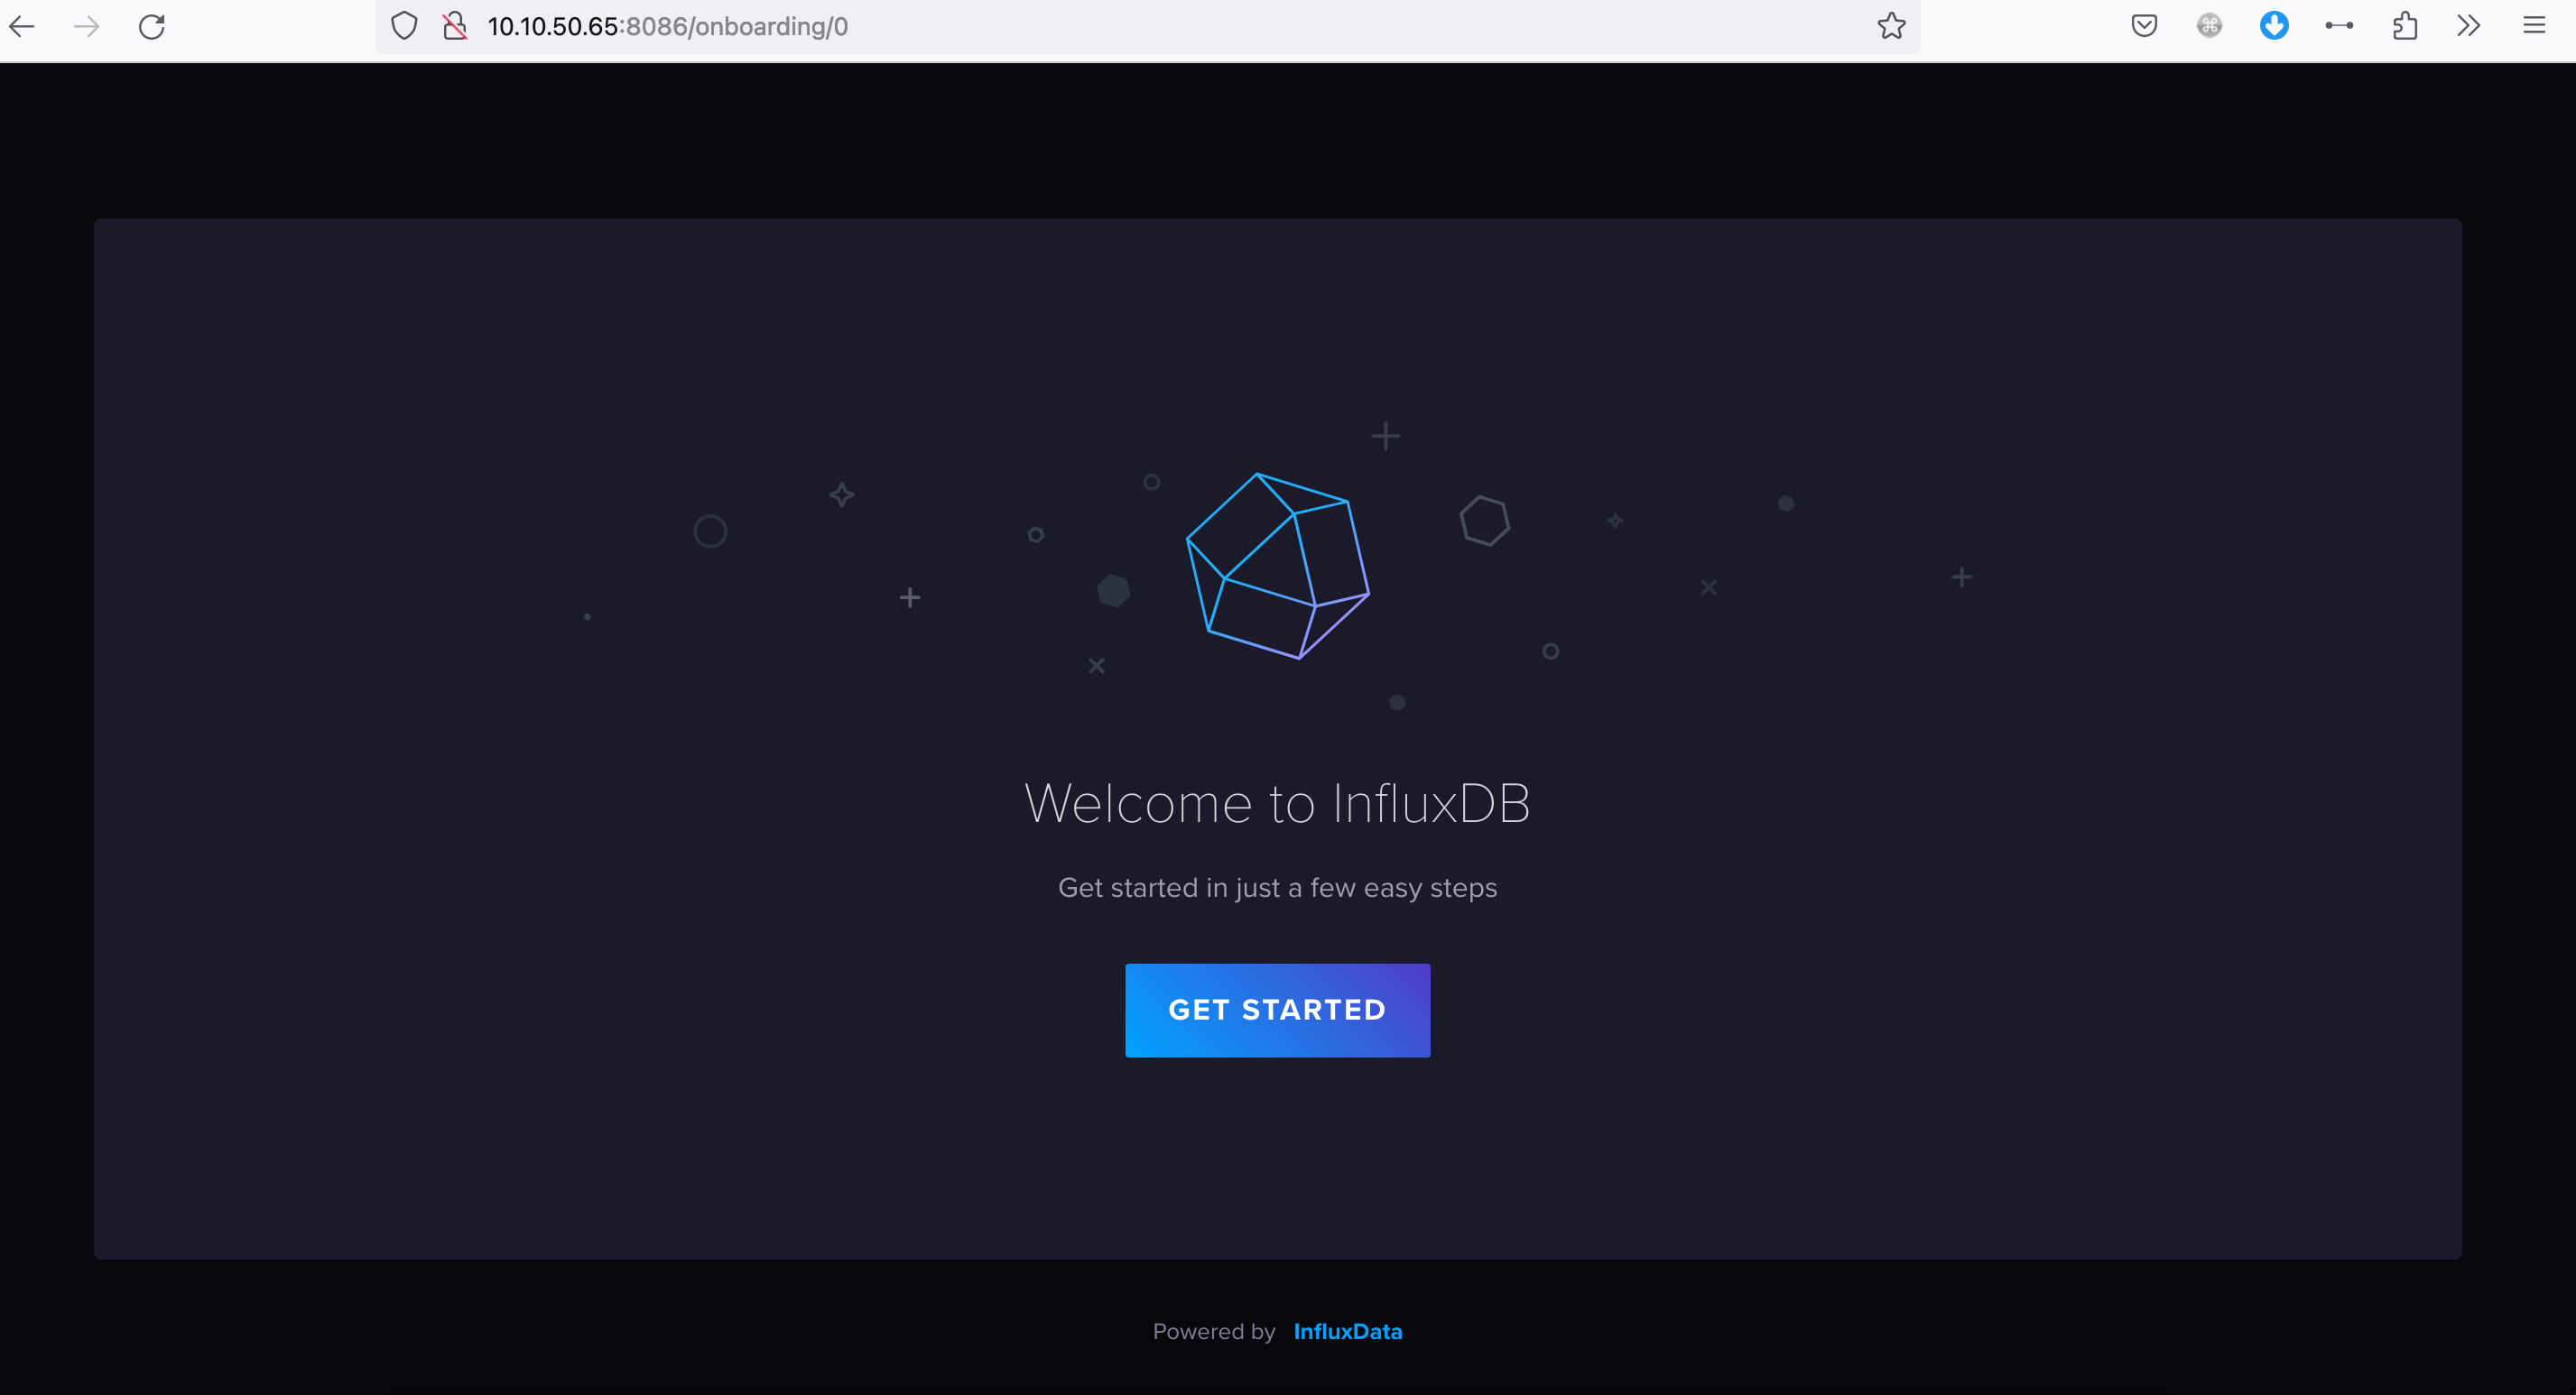 10.10.50.65:8086/onboarding/0
Welcome to InfluxDB
Get started in just a few easy steps
GET STARTED
Powered by InfluxData